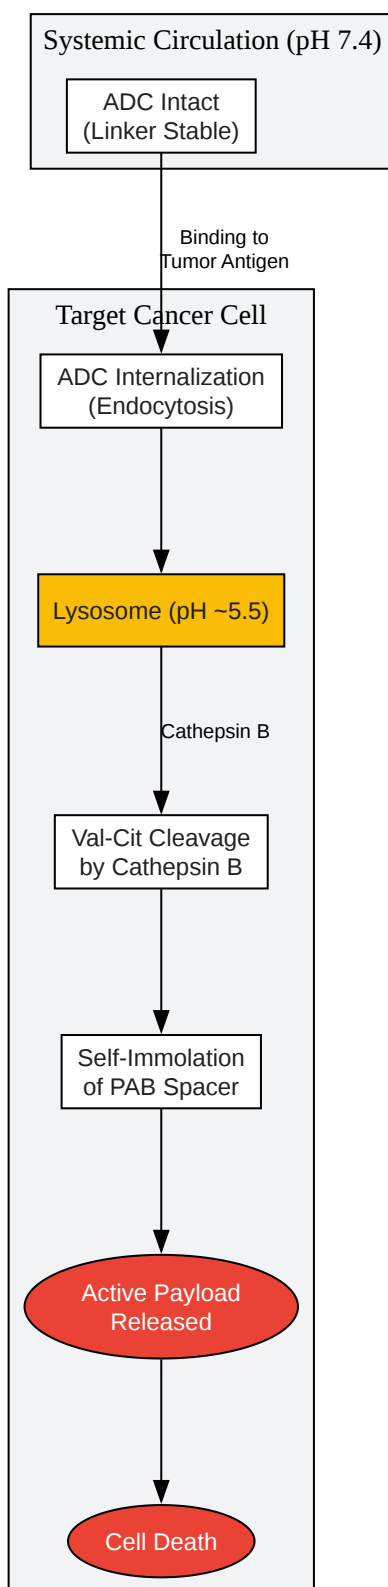 Systemic Circulation (pH 7.4)
ADC Intact
(Linker Stable)
Binding to
Tumor Antigen
Target Cancer Cell
ADC Internalization
(Endocytosis)
Lysosome (pH ~5.5)
Cathepsin B
Val-Cit Cleavage
by Cathepsin B
Self-Immolation
of PAB Spacer
Active Payload
Released
Cell Death